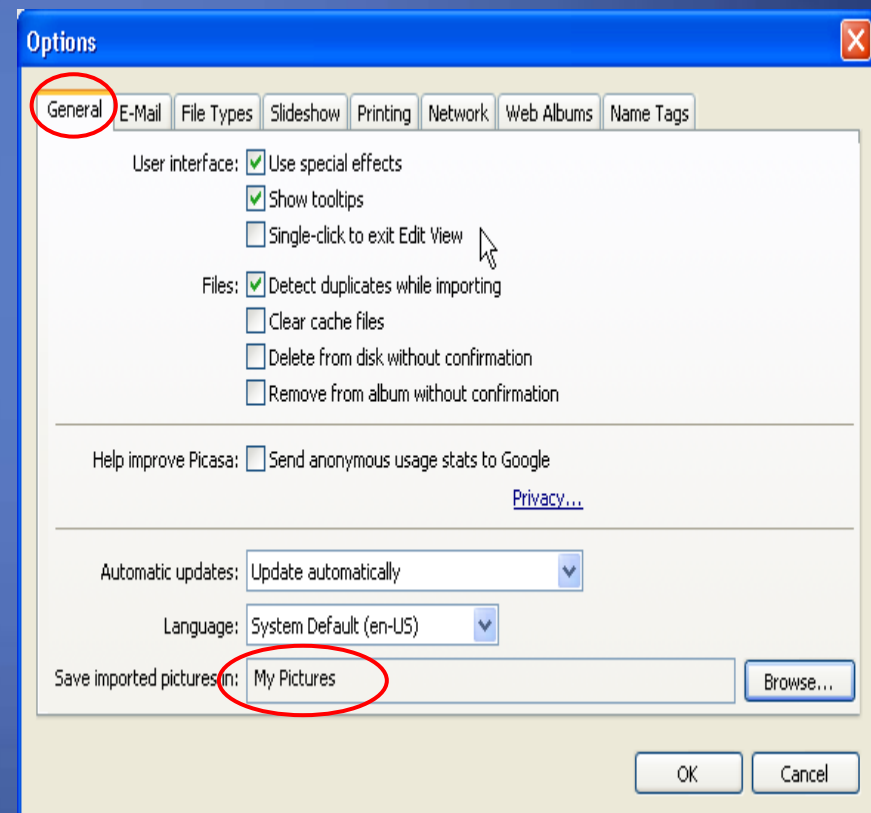 Options
General E-Mail File Types Slideshow Printing Network Web Albums Name Tags
User interface: Use special effects
Show tooltips
Single-click to exit Edit View
Files: Detect duplicates while importing
Clear cache files
Delete from disk without confirmation
Remove from album without confirmation
Help improve Picasa: Send anonymous usage stats to Google
Privacy...
Automatic updates: Update automatically
Language: System Default (en-US)
Save imported pictures in: My Pictures Browse...
OK Cancel